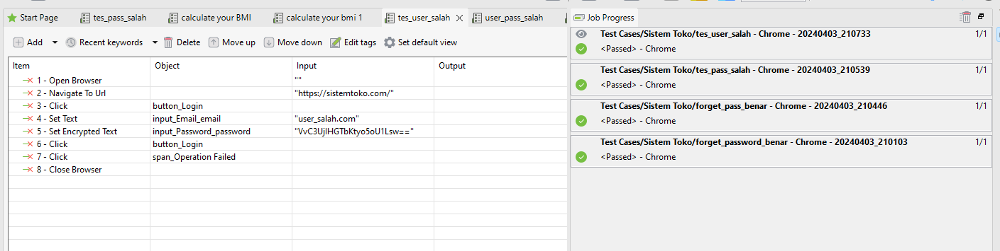 Start Page tes_pass_salah calculate your BMI calculate your bmi 1 tes_user_salah user_pass_salah
Add Recent keywords Delete Move up Move down Edit tags Set default view
Item Object Input Output
1 - Open Browser ""
2 - Navigate To Url "https://sistemtoko.com/"
3 - Click button_Login
4 - Set Text input_Email_email "user_salah.com"
5 - Set Encrypted Text input_Password_password "VvC3UjlHGTbKtyo5oU1Lsw=="
6 - Click button_Login
7 - Click span_Operation Failed
8 - Close Browser
Job Progress
Test Cases/Sistem Toko/tes_user_salah - Chrome - 20240403_210733 1/1
<Passed> - Chrome
Test Cases/Sistem Toko/tes_pass_salah - Chrome - 20240403_210539 1/1
<Passed> - Chrome
Test Cases/Sistem Toko/forget_pass_benar - Chrome - 20240403_210446 1/1
<Passed> - Chrome
Test Cases/Sistem Toko/forget_password_benar - Chrome - 20240403_210103 1/1
<Passed> - Chrome